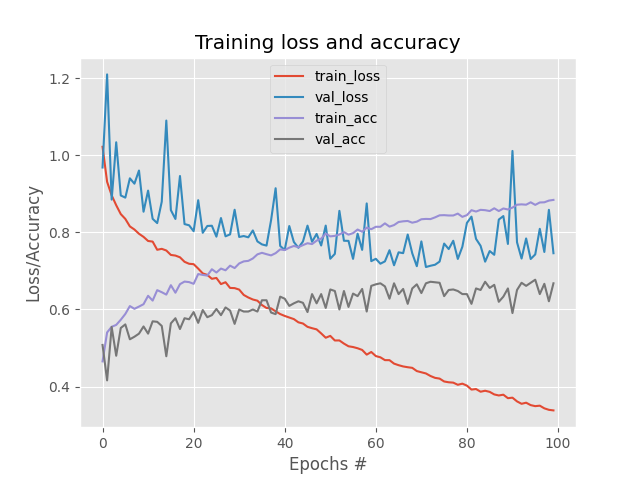 Training loss and accuracy
train_loss
val_loss
train_acc
val_acc
1.2
1.0
0.8
0.6
0.4
Loss/Accuracy
0 20 40 60 80 100
Epochs #